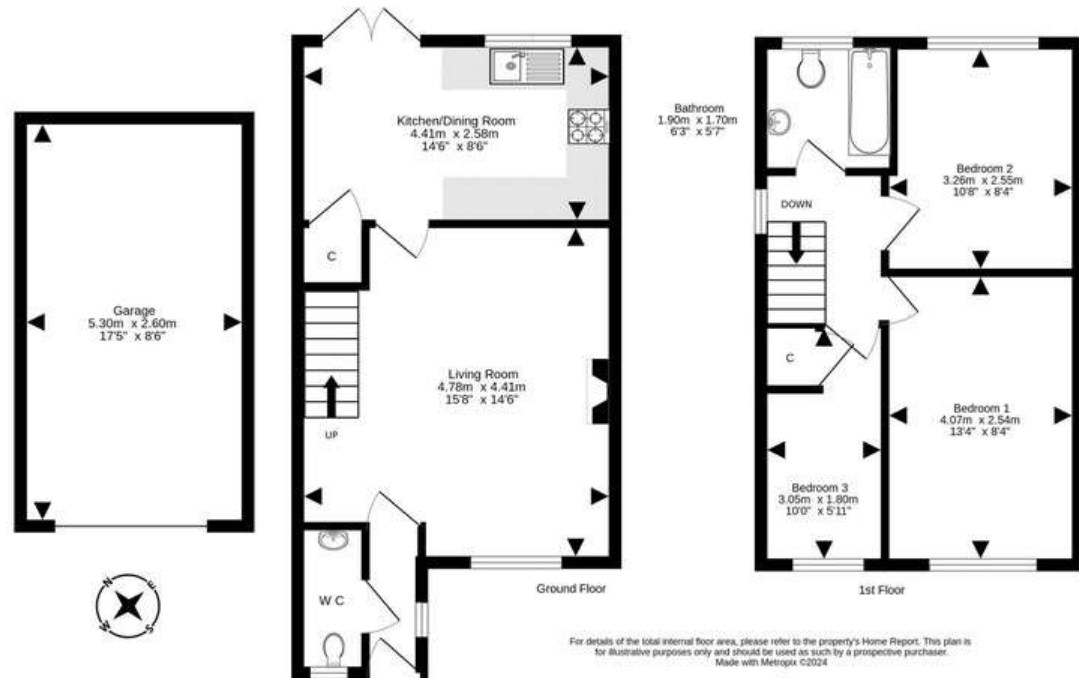 Kitchen/Dining Room
4.41m x 2.58m
14'6" x 8'6"
C
Garage
5.30m x 2.60m
17'5" x 8'6"
Living Room
4.78m x 4.41m
15'8" x 14'6"
UP
W C
N
E
S
W
Ground Floor
Bathroom
1.90m x 1.70m
6'3" x 5'7"
Bedroom 2
3.26m x 2.55m
10'8" x 8'4"
DOWN
C
Bedroom 1
4.07m x 2.54m
13'4" x 8'4"
Bedroom 3
3.05m x 1.80m
10'0" x 5'11"
1st Floor
For details of the total internal floor area, please refer to the property's Home Report. This plan is
for illustrative purposes only and should be used as such by a prospective purchaser.
Made with Metropix ©2024